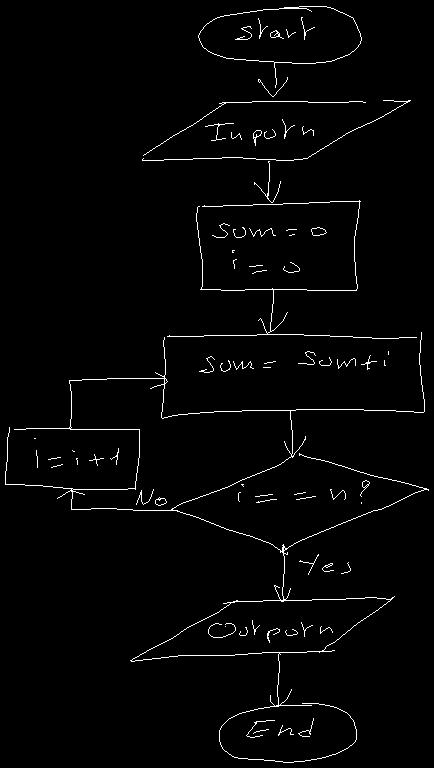 Start
Input n
sum = 0
i = 0
sum = sum+i
i = i+1
i == n?
No
Yes
Output n
End